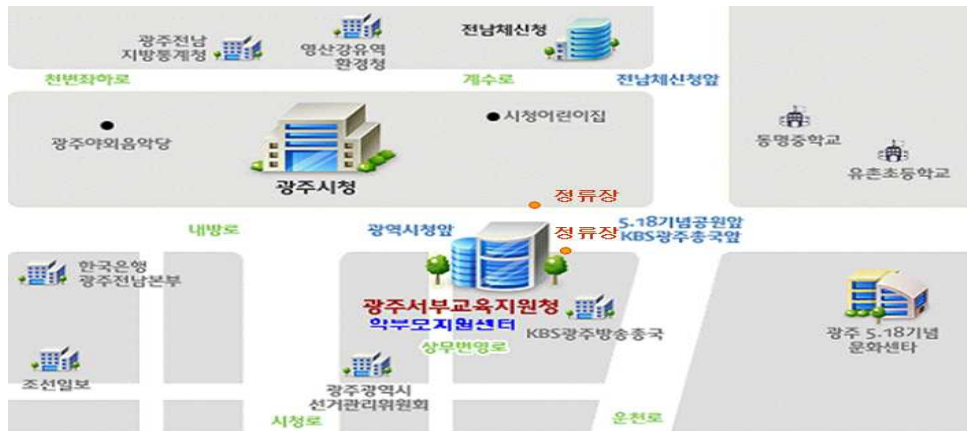 광주전남
지방통계청
영산강유역
환경청
전남체신청
천변좌하로
계수로
전남체신청앞
광주야외음악당
시청어린이집
동명중학교
유촌초등학교
광주시청
정류장
내방로
광역시청앞
정류장
5.18기념공원앞
KBS광주총국앞
한국은행
광주전남본부
광주서부교육지원청
학부모지원센터
KBS광주방송총국
상무번영로
광주 5.18기념
문화센타
조선일보
광주광역시
선거관리위원회
시청로
운천로